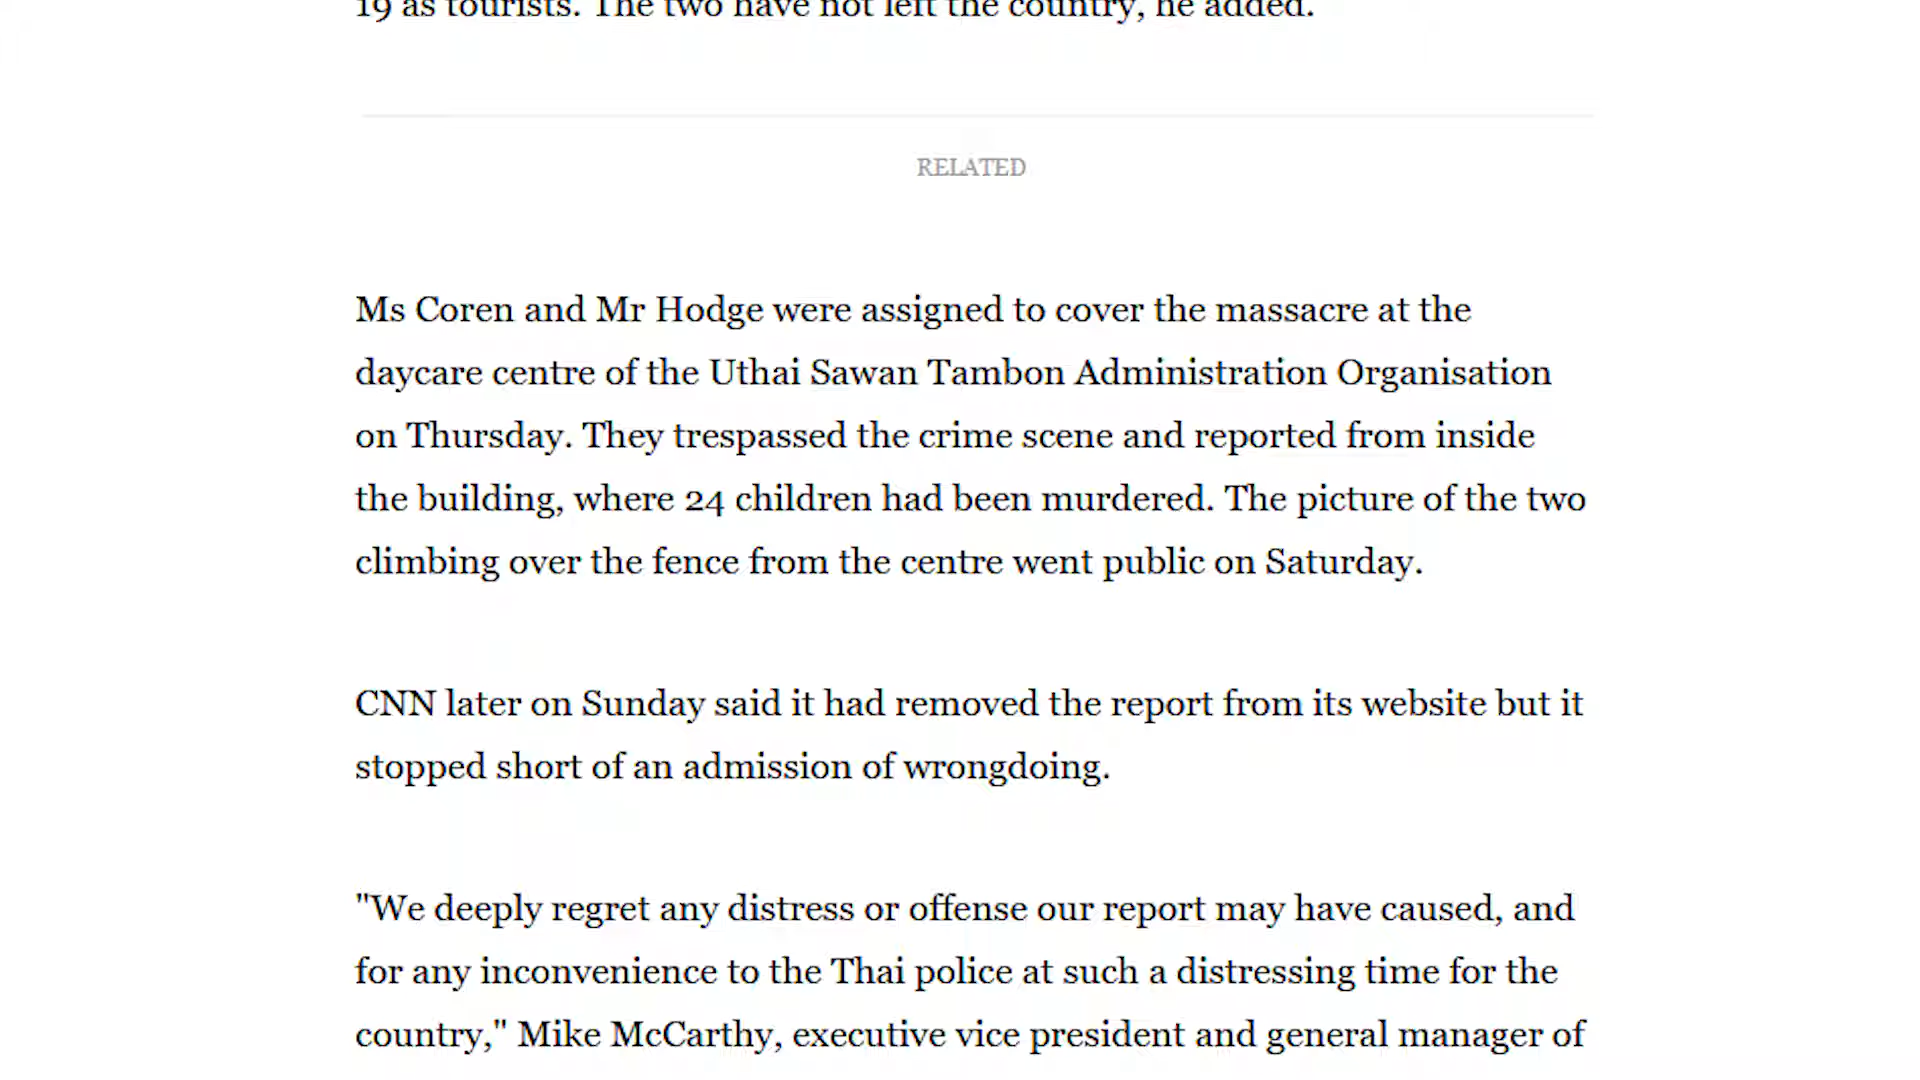 19 as tourists. The two have not left the country, he added.
RELATED
Ms Coren and Mr Hodge were assigned to cover the massacre at the
daycare centre of the Uthai Sawan Tambon Administration Organisation
on Thursday. They trespassed the crime scene and reported from inside
the building, where 24 children had been murdered. The picture of the two
climbing over the fence from the centre went public on Saturday.
CNN later on Sunday said it had removed the report from its website but it
stopped short of an admission of wrongdoing.
"We deeply regret any distress or offense our report may have caused, and
for any inconvenience to the Thai police at such a distressing time for the
country," Mike McCarthy, executive vice president and general manager of